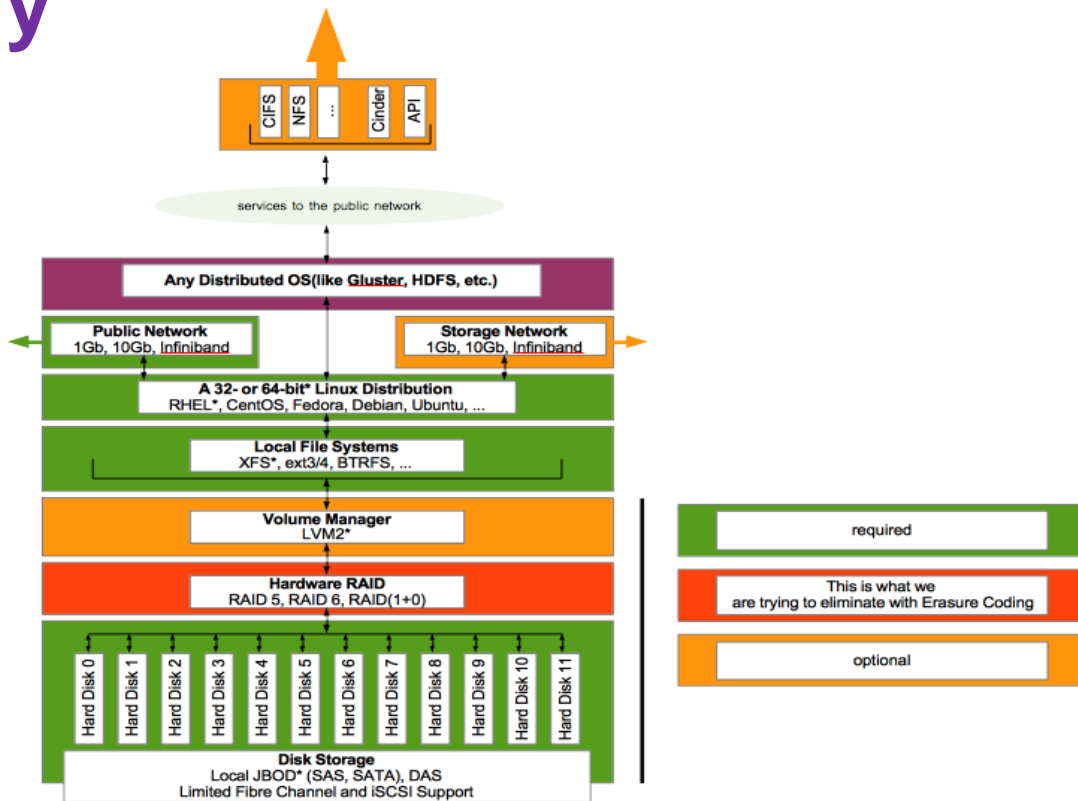 y
CIFS
NFS
...
Cinder
API
services to the public network
Any Distributed OS(like Gluster, HDFS, etc.)
Public Network
1Gb, 10Gb, Infiniband
Storage Network
1Gb, 10Gb, Infiniband
A 32- or 64-bit* Linux Distribution
RHEL*, CentOS, Fedora, Debian, Ubuntu, ...
Local File Systems
XFS*, ext3/4, BTRFS, ...
Volume Manager
LVM2*
Hardware RAID
RAID 5, RAID 6, RAID(1+0)
Hard Disk 0
Hard Disk 1
Hard Disk 2
Hard Disk 3
Hard Disk 4
Hard Disk 5
Hard Disk 6
Hard Disk 7
Hard Disk 8
Hard Disk 9
Hard Disk 10
Hard Disk 11
Disk Storage
Local JBOD* (SAS, SATA), DAS
Limited Fibre Channel and iSCSI Support
required
This is what we
are trying to eliminate with Erasure Coding
optional